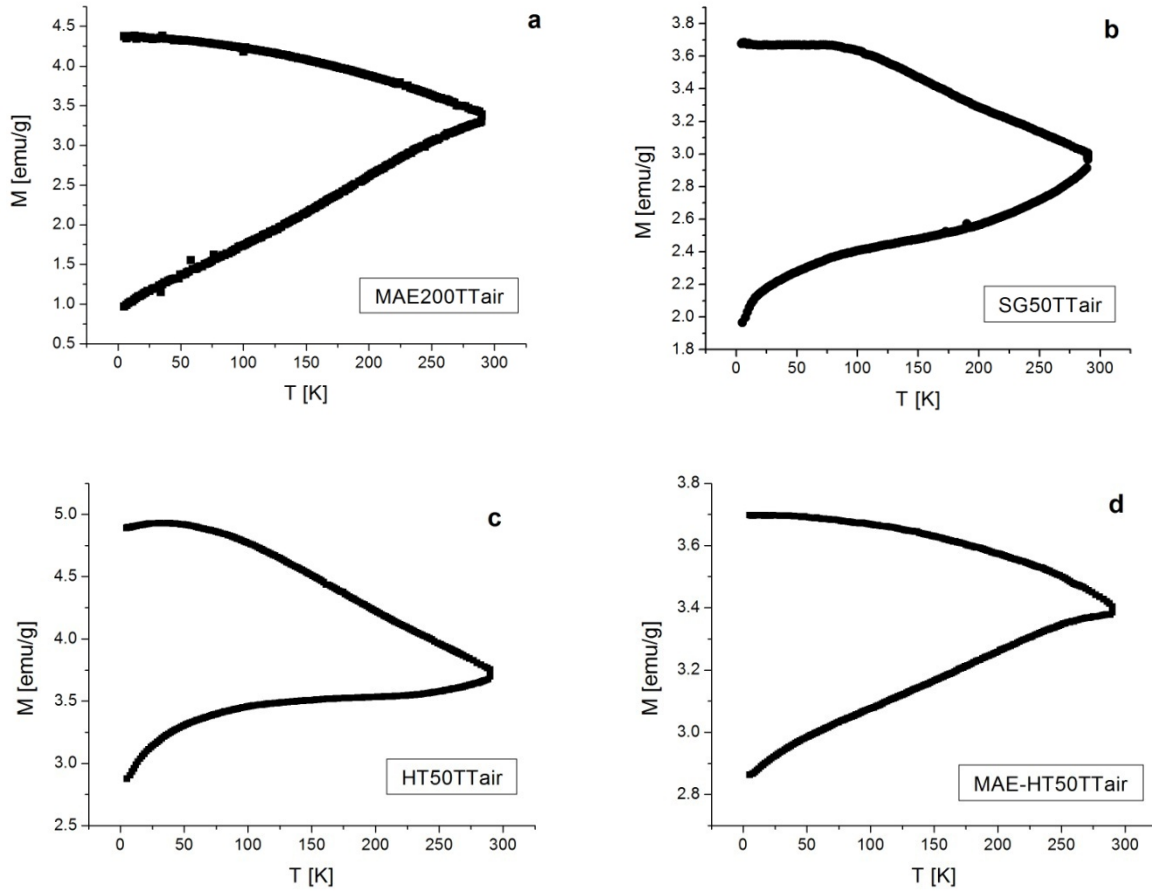 a
4.5
4.0
3.5
3.0
2.5
2.0
1.5
1.0
0.5
M [emu/g]
MAE200TTair
0 50 100 150 200 250 300
T [K]
b
3.8
3.6
3.4
3.2
3.0
2.8
2.6
2.4
2.2
2.0
1.8
M [emu/g]
SG50TTair
0 50 100 150 200 250 300
T [K]
c
5.0
4.5
4.0
3.5
3.0
2.5
M [emu/g]
HT50TTair
0 50 100 150 200 250 300
T [K]
d
3.8
3.6
3.4
3.2
3.0
2.8
M [emu/g]
MAE-HT50TTair
0 50 100 150 200 250 300
T [K]